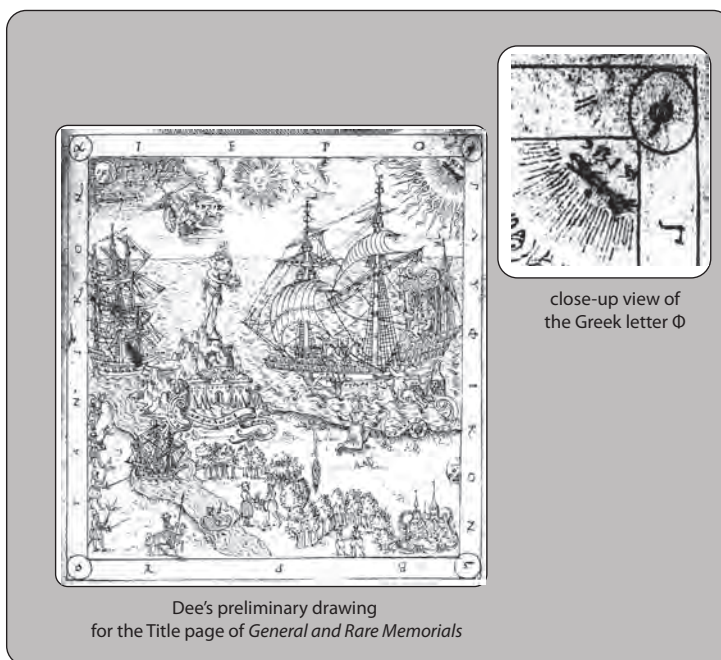 Ι Ε Ρ Ο
Γ
Λ
Υ
Φ
Ι
Κ
Ο
Ν
Γ
close-up view of
the Greek letter Φ
Dee's preliminary drawing
for the Title page of General and Rare Memorials